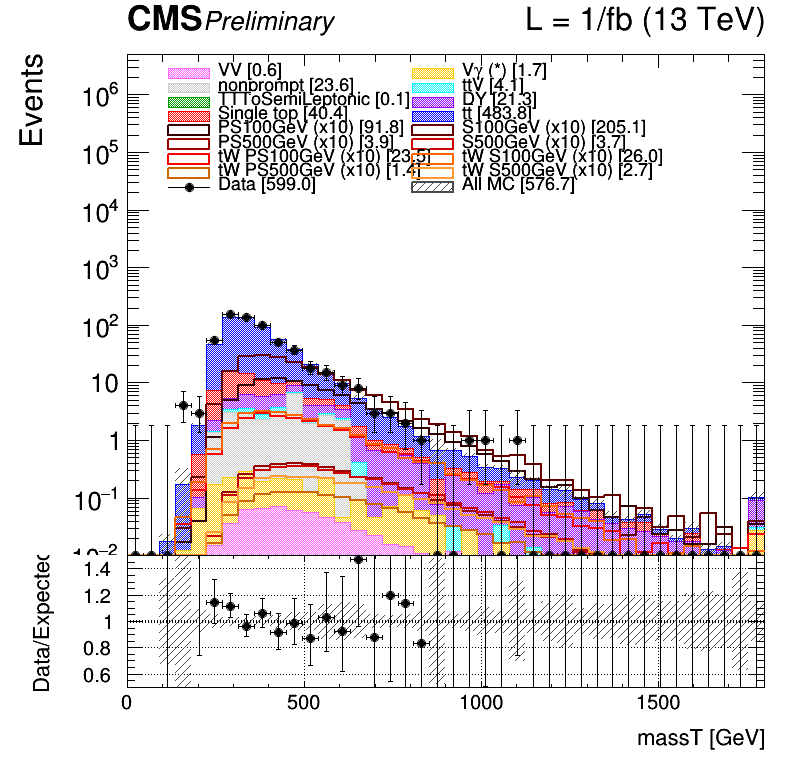 CMS Preliminary L = 1/fb (13 TeV)
Events
VV [0.6] Vγ (*) [1.7]
nonprompt [23.6] ttV [4.1]
TTToSemiLeptonic [0.1] DY [21.3]
Single top [40.4] tt [483.8]
PS100GeV (x10) [91.8] S100GeV (x10) [205.1]
PS500GeV (x10) [3.9] S500GeV (x10) [3.7]
tW PS100GeV (x10) [23.5] tW S100GeV (x10) [26.0]
tW PS500GeV (x10) [1.4] tW S500GeV (x10) [2.7]
Data [599.0] All MC [576.7]
10⁶
10⁵
10⁴
10³
10²
10
1
10⁻¹
10⁻²
Data/Expected
1.4
1.2
1
0.8
0.6
0 500 1000 1500
massT [GeV]